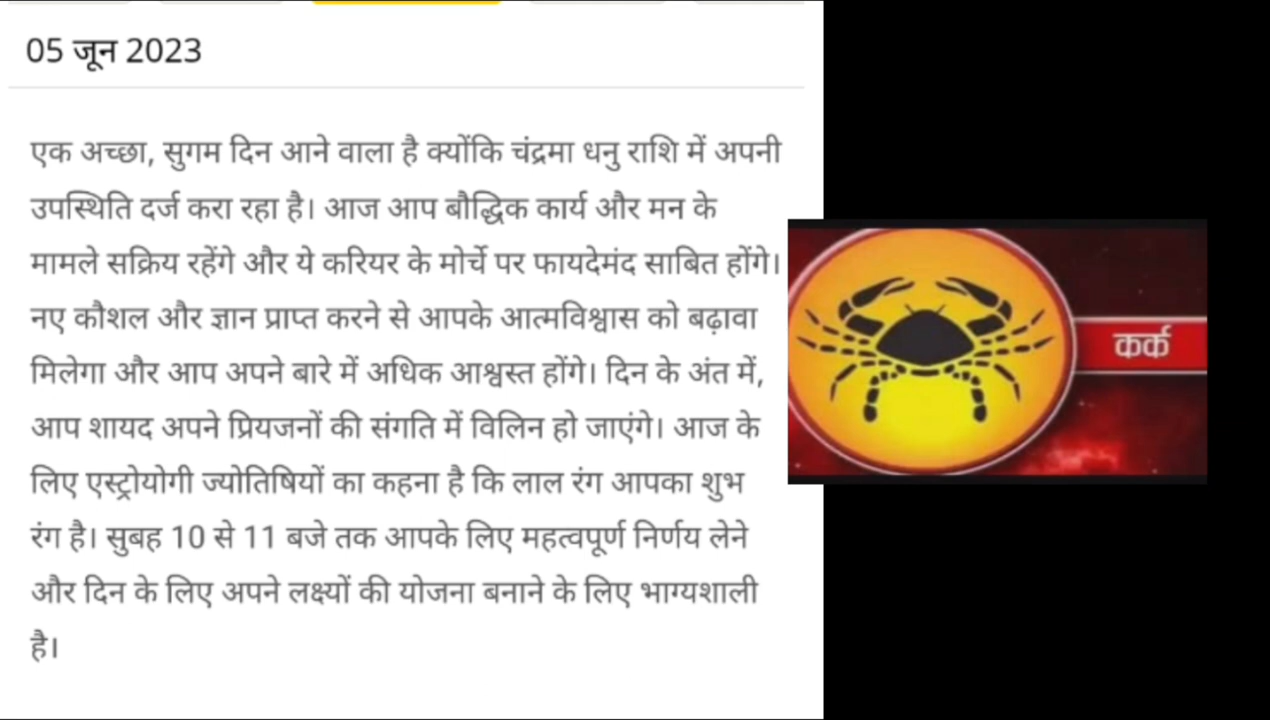 05 जून 2023
एक अच्छा, सुगम दिन आने वाला है क्योंकि चंद्रमा धनु राशि में अपनी
उपस्थिति दर्ज करा रहा है। आज आप बौद्धिक कार्य और मन के
मामले सक्रिय रहेंगे और ये करियर के मोर्चे पर फायदेमंद साबित होंगे।
नए कौशल और ज्ञान प्राप्त करने से आपके आत्मविश्वास को बढ़ावा
मिलेगा और आप अपने बारे में अधिक आश्वस्त होंगे। दिन के अंत में,
आप शायद अपने प्रियजनों की संगति में विलिन हो जाएंगे। आज के
लिए एस्ट्रोयोगी ज्योतिषियों का कहना है कि लाल रंग आपका शुभ
रंग है। सुबह 10 से 11 बजे तक आपके लिए महत्वपूर्ण निर्णय लेने
और दिन के लिए अपने लक्ष्यों की योजना बनाने के लिए भाग्यशाली
है।
कर्क